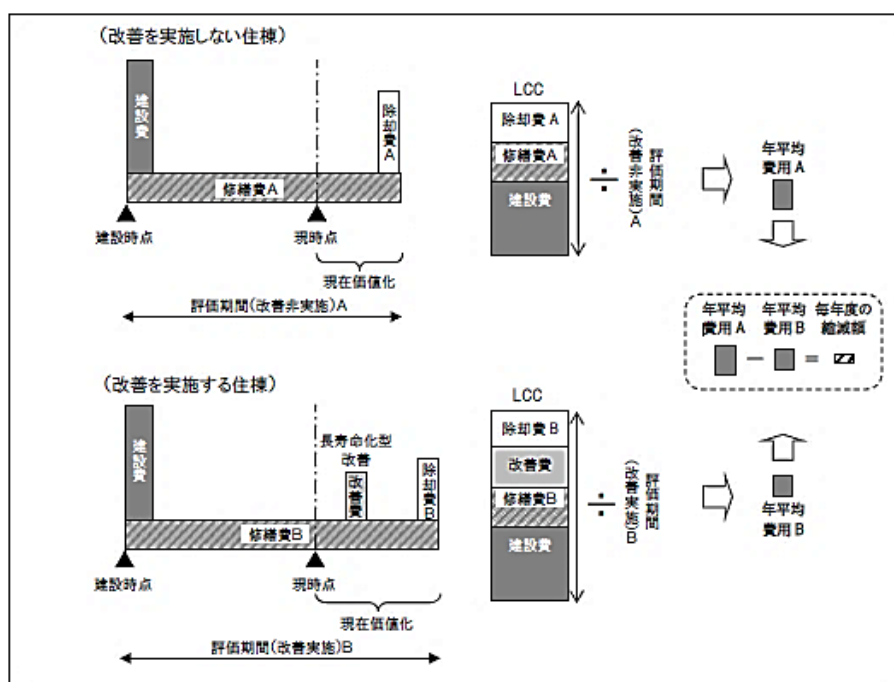 (改善を実施しない住棟)
建設費
除却費A
修繕費A
建設時点
現時点
現在価値化
評価期間(改善非実施)A
LCC
除却費A
修繕費A
建設費
÷
評価期間
(改善非実施)A
年平均
費用A
年平均
費用A
年平均
費用B
毎年度の
縮減額
― =
(改善を実施する住棟)
建設費
長寿命化型
改善
改善費
除却費B
修繕費B
建設時点
現時点
現在価値化
評価期間(改善実施)B
LCC
除却費B
改善費
修繕費B
建設費
÷
評価期間
(改善実施)B
年平均
費用B